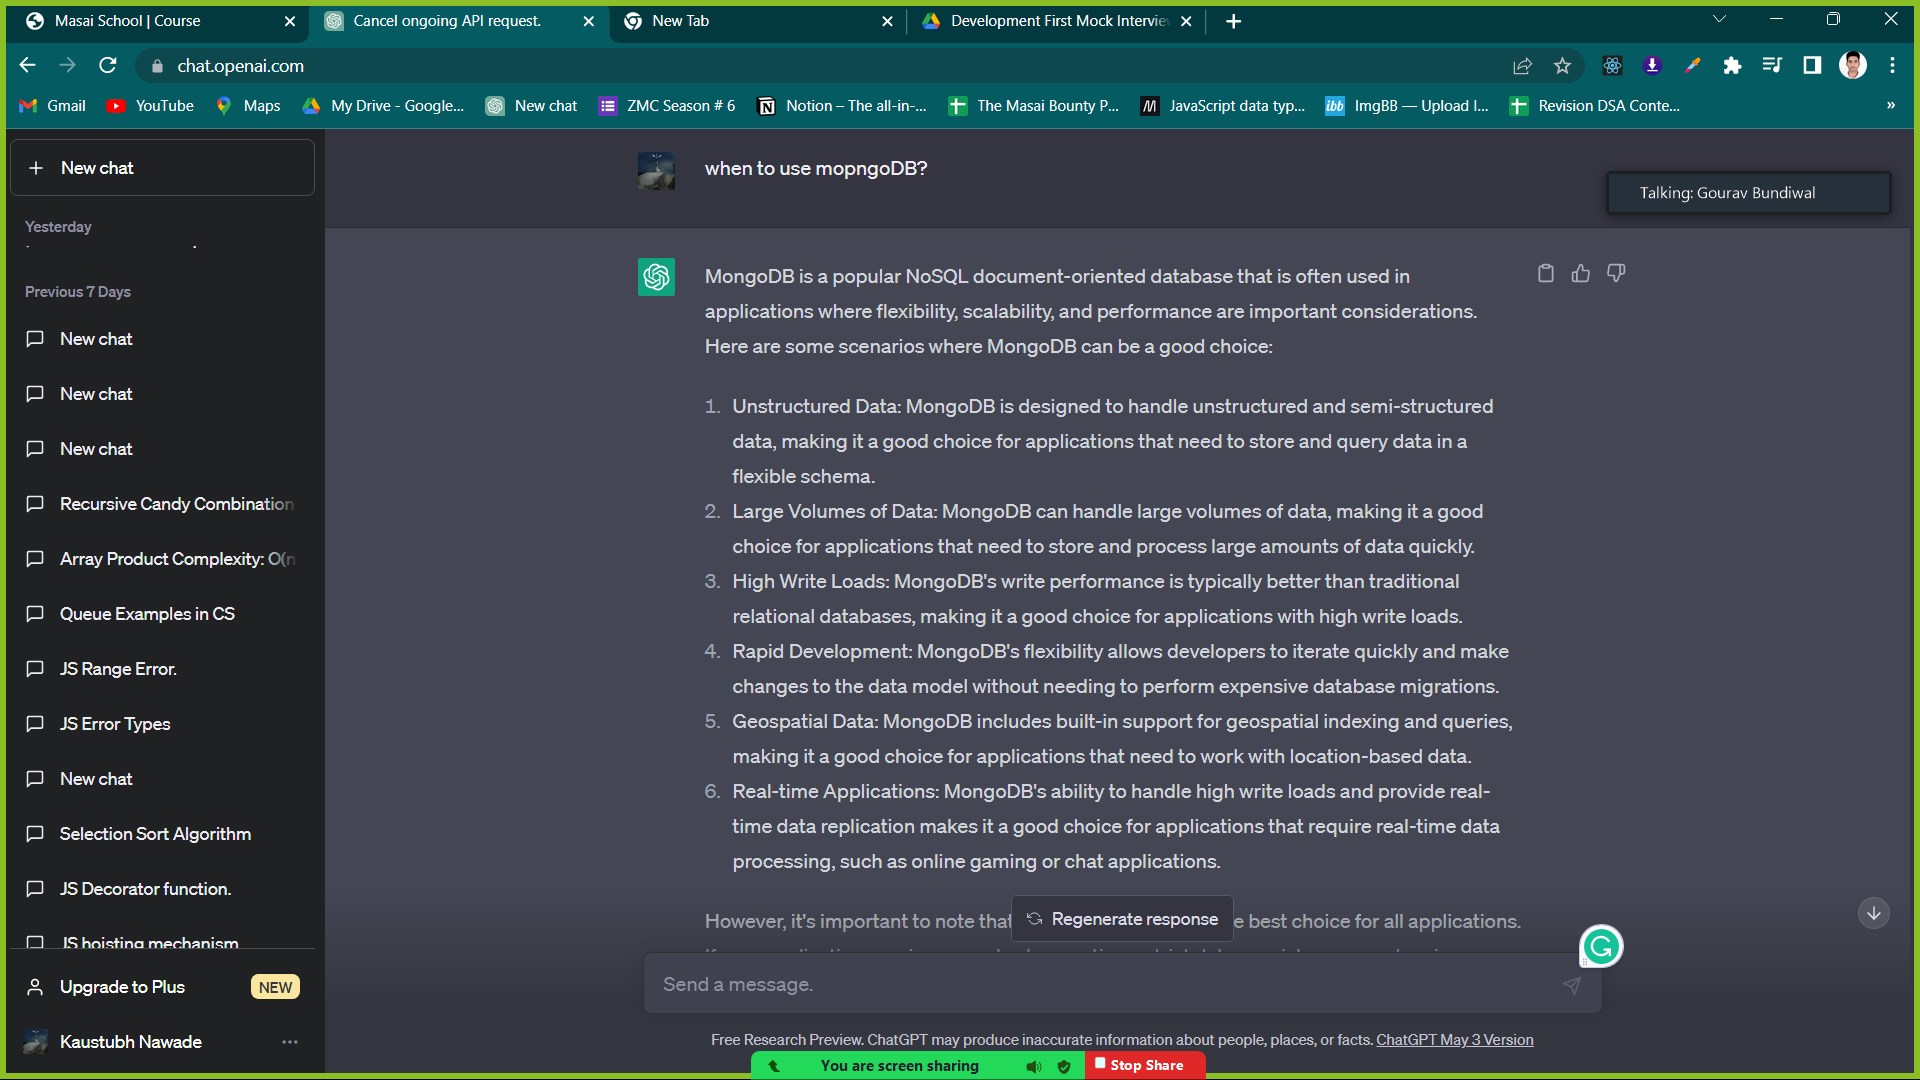 Masai School | Course
Cancel ongoing API request.
New Tab
Development First Mock Intervie
chat.openai.com
Gmail
YouTube
Maps
My Drive - Google...
New chat
ZMC Season # 6
Notion – The all-in-...
The Masai Bounty P...
JavaScript data typ...
ibb
ImgBB — Upload I...
Revision DSA Conte...
»
New chat
Yesterday
Previous 7 Days
New chat
New chat
New chat
Recursive Candy Combination
Array Product Complexity: O(n
Queue Examples in CS
JS Range Error.
JS Error Types
New chat
Selection Sort Algorithm
JS Decorator function.
JS hoisting mechanism
Upgrade to Plus
NEW
Kaustubh Nawade
when to use mopngoDB?
Talking: Gourav Bundiwal
MongoDB is a popular NoSQL document-oriented database that is often used in
applications where flexibility, scalability, and performance are important considerations.
Here are some scenarios where MongoDB can be a good choice:
1. Unstructured Data: MongoDB is designed to handle unstructured and semi-structured
data, making it a good choice for applications that need to store and query data in a
flexible schema.
2. Large Volumes of Data: MongoDB can handle large volumes of data, making it a good
choice for applications that need to store and process large amounts of data quickly.
3. High Write Loads: MongoDB's write performance is typically better than traditional
relational databases, making it a good choice for applications with high write loads.
4. Rapid Development: MongoDB's flexibility allows developers to iterate quickly and make
changes to the data model without needing to perform expensive database migrations.
5. Geospatial Data: MongoDB includes built-in support for geospatial indexing and queries,
making it a good choice for applications that need to work with location-based data.
6. Real-time Applications: MongoDB's ability to handle high write loads and provide real-
time data replication makes it a good choice for applications that require real-time data
processing, such as online gaming or chat applications.
However, it's important to note that
e best choice for all applications.
Regenerate response
Send a message.
Free Research Preview. ChatGPT may produce inaccurate information about people, places, or facts. ChatGPT May 3 Version
You are screen sharing
Stop Share